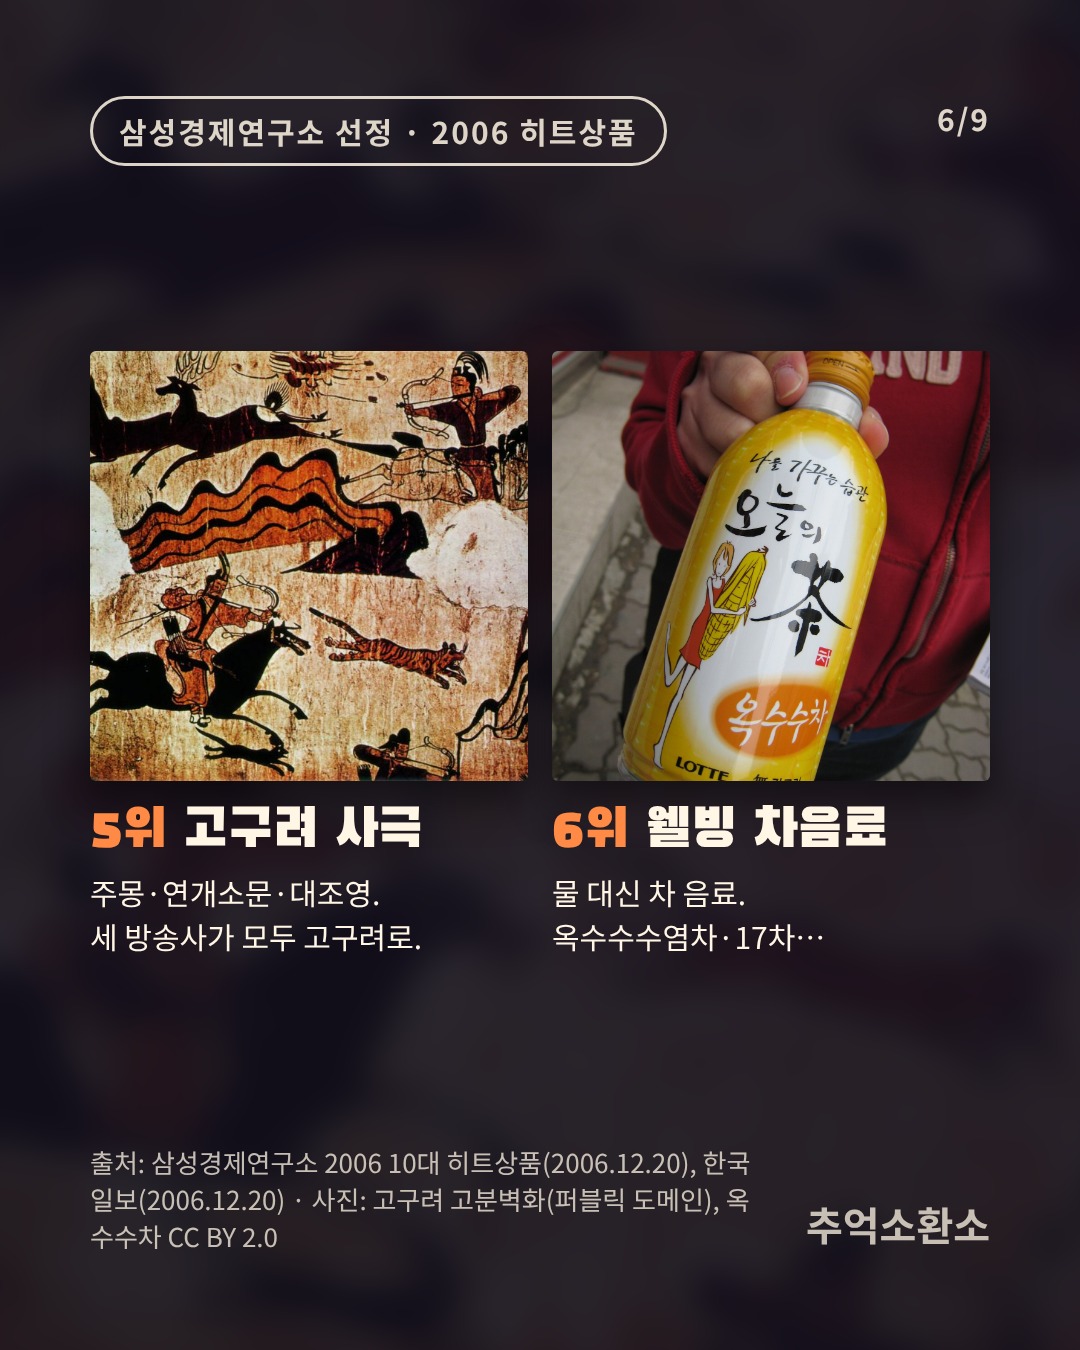 삼성경제연구소 선정 · 2006 히트상품
6/9
AND
나를 가꾸는 습관
오늘의
茶
차
옥수수차
LOTTE
5위 고구려 사극
주몽·연개소문·대조영.
세 방송사가 모두 고구려로.
6위 웰빙 차음료
물 대신 차 음료.
옥수수수염차·17차…
출처: 삼성경제연구소 2006 10대 히트상품(2006.12.20), 한국
일보(2006.12.20) · 사진: 고구려 고분벽화(퍼블릭 도메인), 옥
수수차 CC BY 2.0
추억소환소